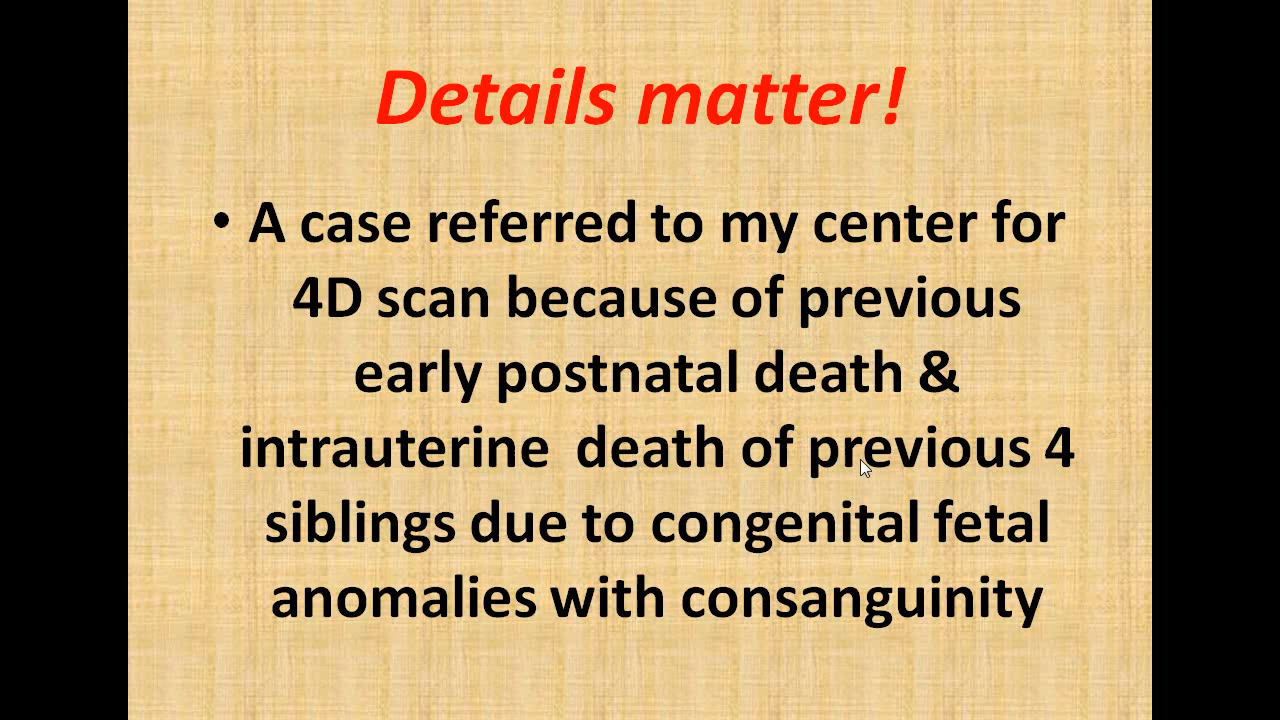 Details matter!
• A case referred to my center for
4D scan because of previous
early postnatal death &
intrauterine  death of previous 4
siblings due to congenital fetal
anomalies with consanguinity